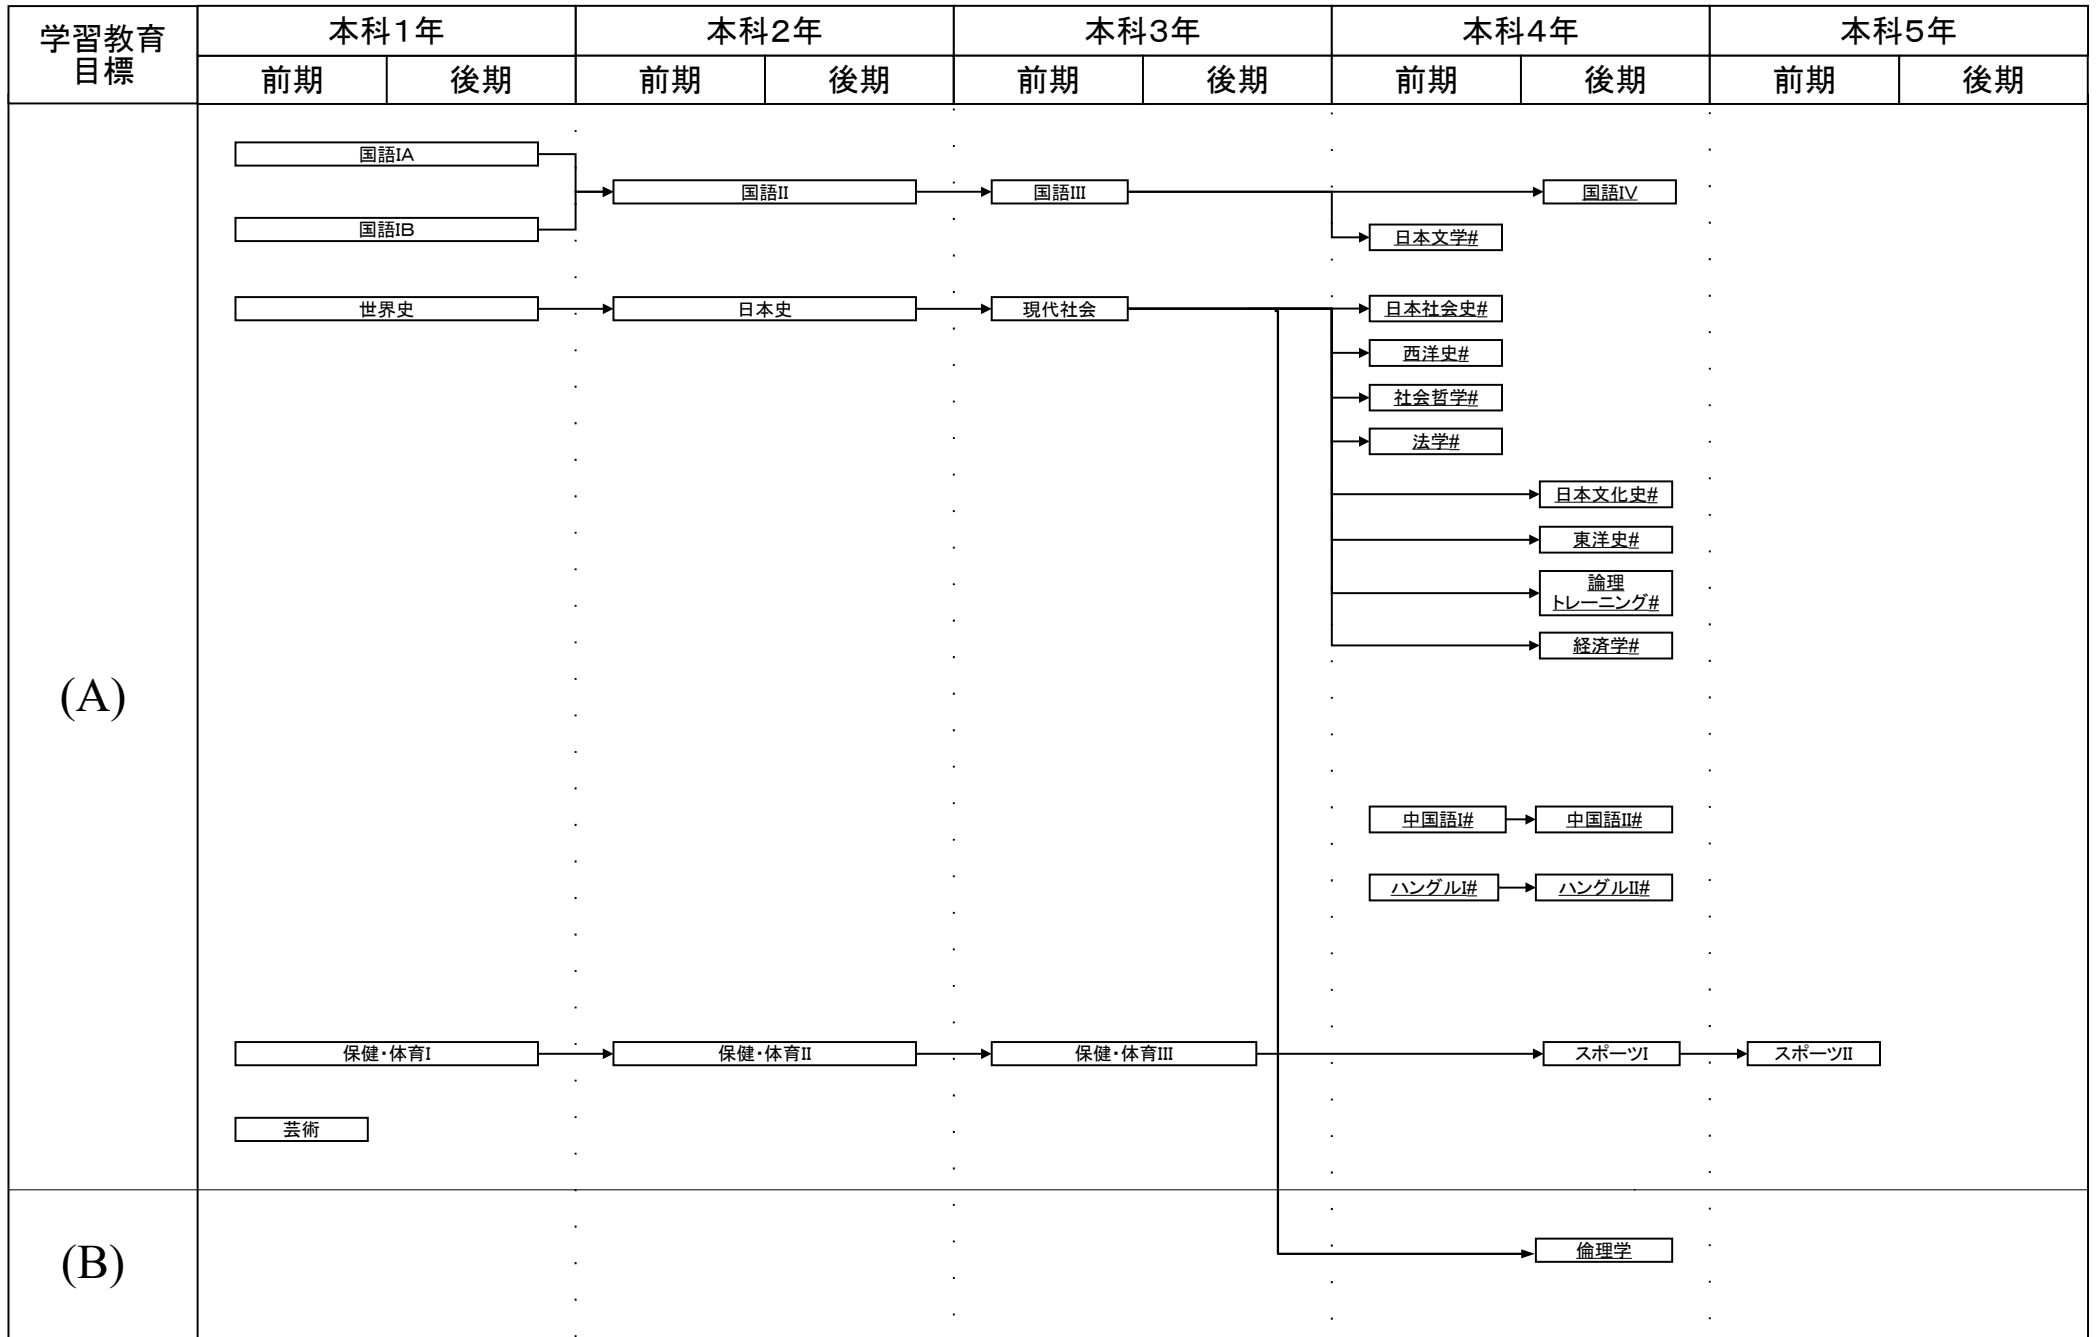 学習教育
目標
本科1年
本科2年
本科3年
本科4年
本科5年
前期
後期
前期
後期
前期
後期
前期
後期
前期
後期
国語IA
国語II
国語III
国語IV
国語IB
日本文学#
世界史
日本史
現代社会
日本社会史#
西洋史#
社会哲学#
法学#
日本文化史#
東洋史#
論理
トレーニング#
経済学#
(A)
中国語I#
中国語II#
ハングルI#
ハングルII#
保健・体育I
保健・体育II
保健・体育III
スポーツI
スポーツII
芸術
(B)
倫理学